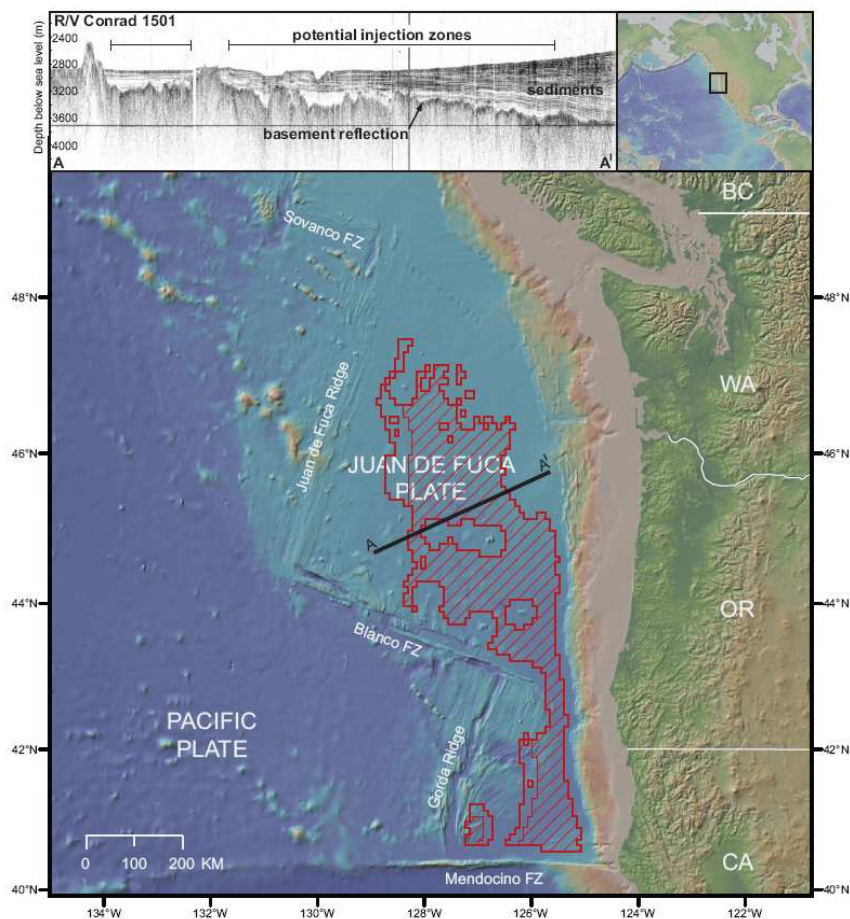 R/V Conrad 1501
potential injection zones
sediments
basement reflection
Depth below sea level (m)
2400
2800
3200
3600
4000
A
A'
BC
Sovanco FZ
48°N
48°N
WA
Juan de Fuca Ridge
46°N
46°N
JUAN DE FUCA
PLATE
A'
A
44°N
44°N
OR
Blanco FZ
PACIFIC
PLATE
42°N
42°N
Gorda Ridge
0 100 200 KM
CA
Mendocino FZ
40°N
40°N
134°W 132°W 130°W 128°W 126°W 124°W 122°W